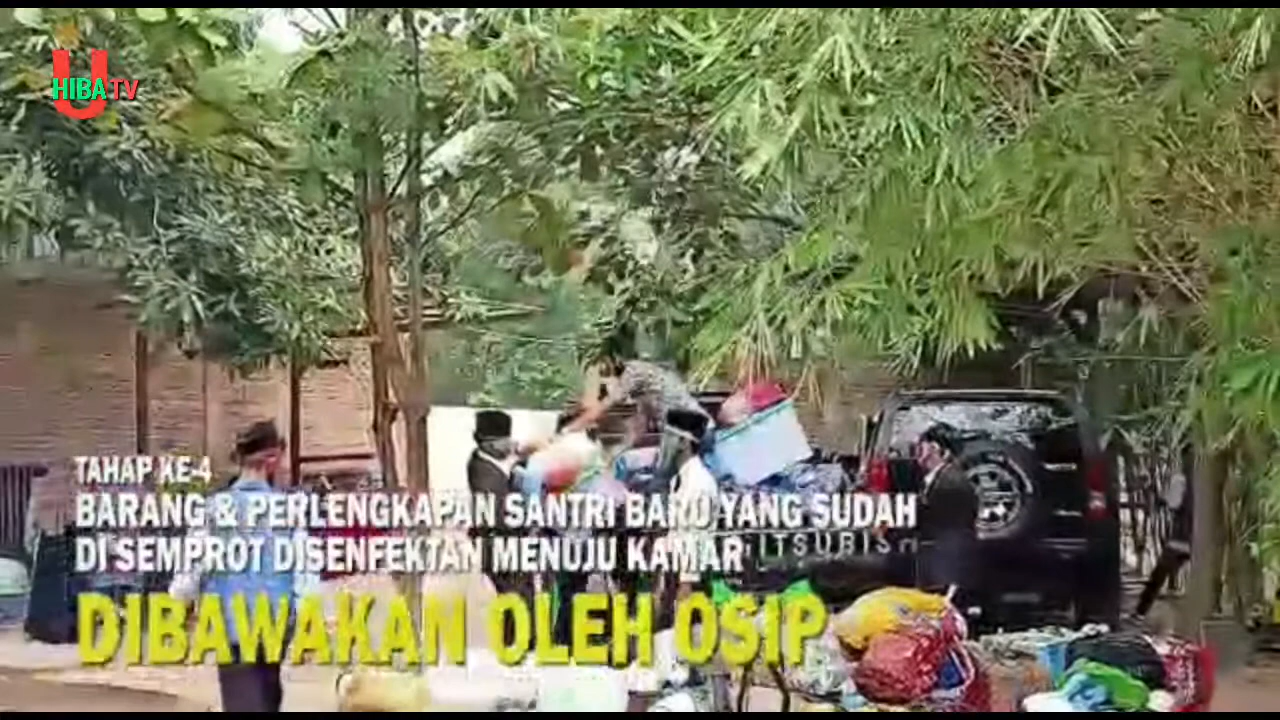 U
HIBA TV
TAHAP KE-4
BARANG & PERLENGKAPAN SANTRI BARU YANG SUDAH
DI SEMPROT DISENFEKTAN MENUJU KAMAR
ITSUBISHI
DIBAWAKAN OLEH OSIP